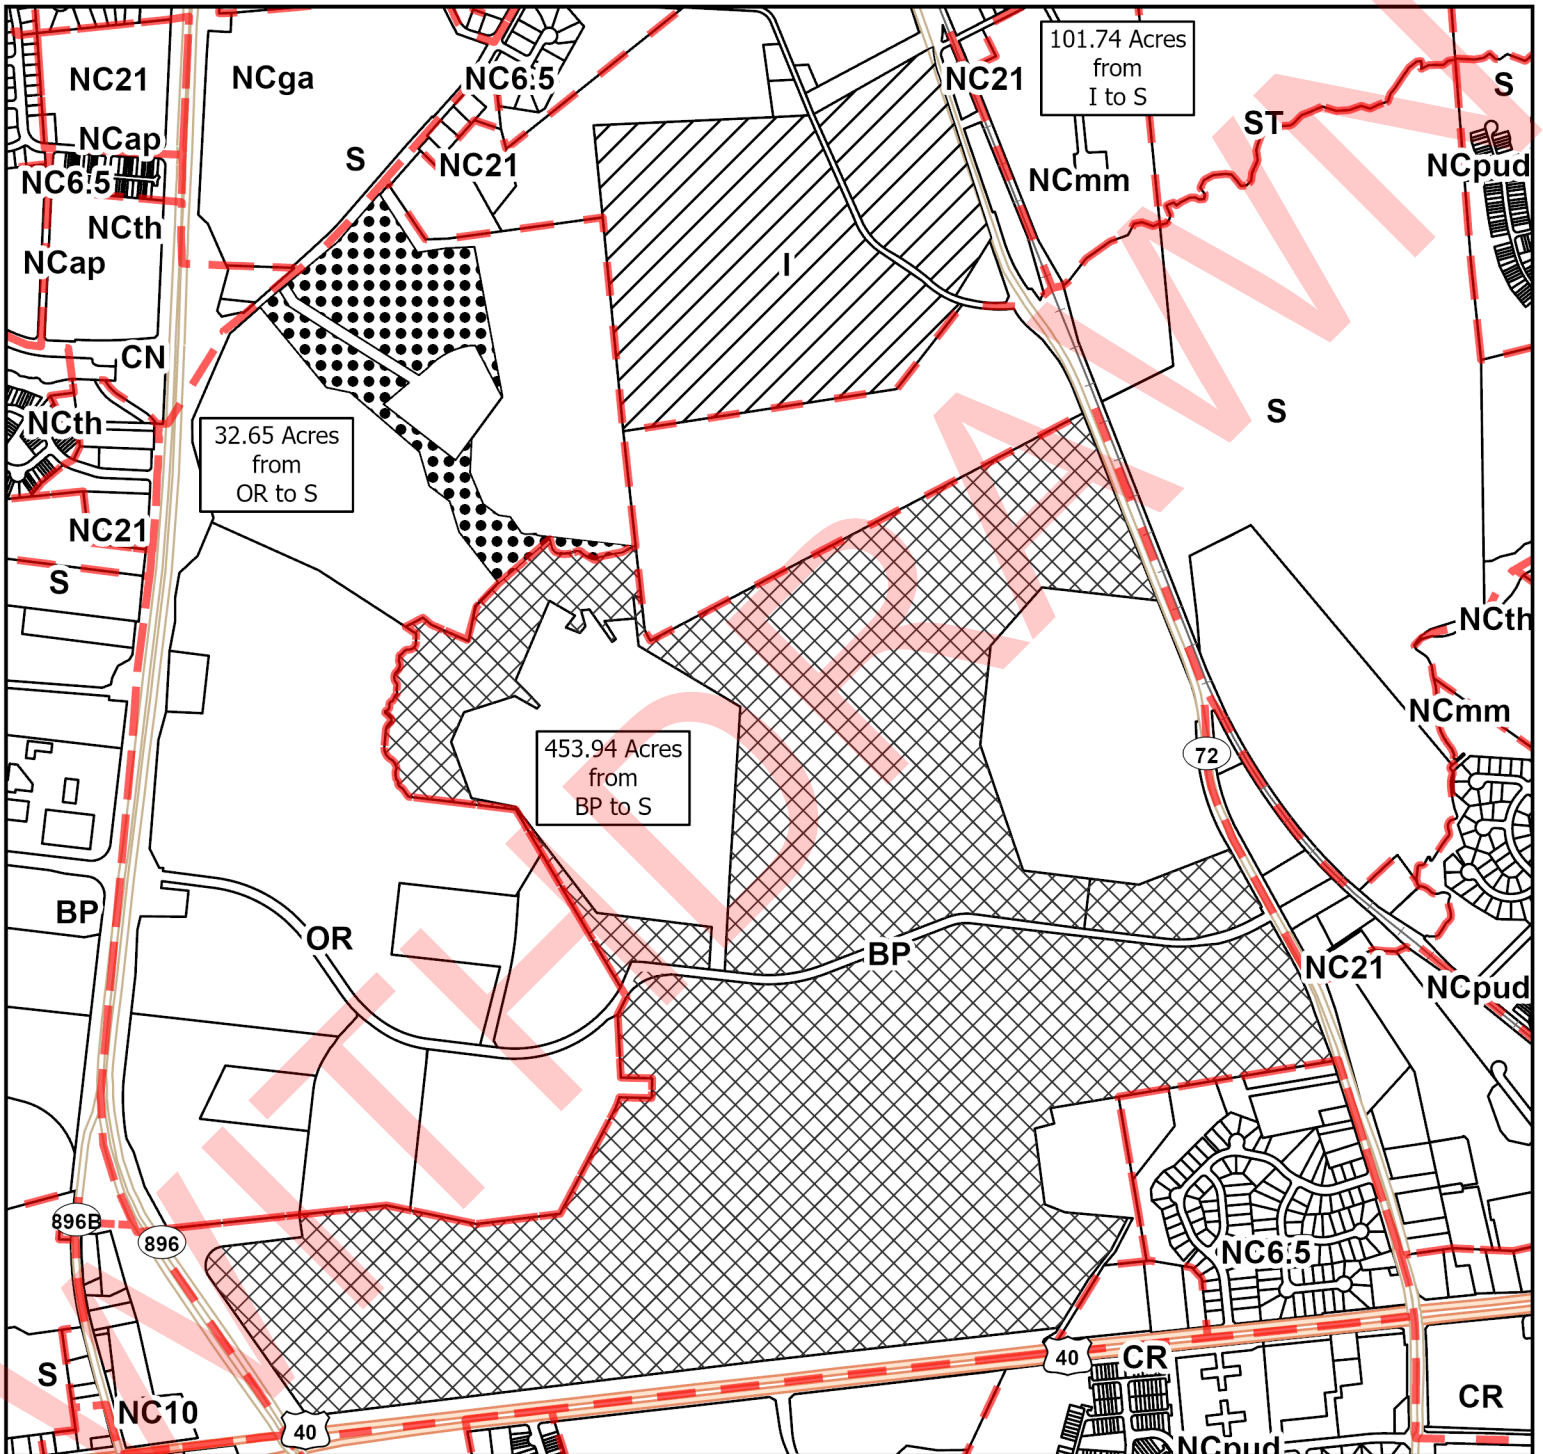 NC21
NCga
NC6.5
NC21
101.74 Acres
from
I to S
S
ST
NCap
S
NC21
NCmm
NCpud
NC6.5
NCth
NCap
I
CN
NCth
S
32.65 Acres
from
OR to S
NC21
S
NCth
NCmm
453.94 Acres
from
BP to S
72
BP
OR
BP
NC21
NCpud
896B
896
NC6.5
40
CR
S
NC10
CR
40
NCpud
WITHDRAWN